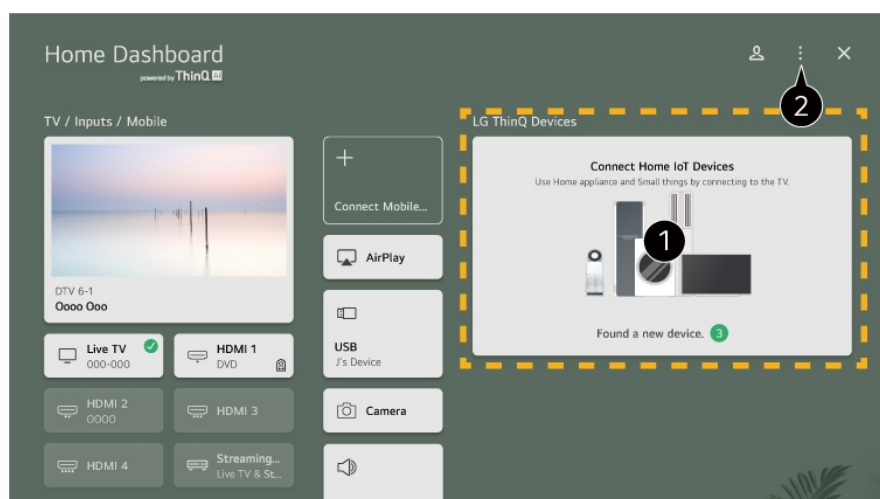 Home Dashboard
powered by ThinQ AI
2
TV / Inputs / Mobile
DTV 6-1
Oooo Ooo
Live TV
000-000
HDMI 1
DVD
HDMI 2
0000
HDMI 3
HDMI 4
Streaming...
Live TV & St...
Connect Mobile...
AirPlay
USB
J's Device
Camera
LG ThinQ Devices
Connect Home IoT Devices
Use Home appliance and Small things by connecting to the TV.
1
Found a new device. 3